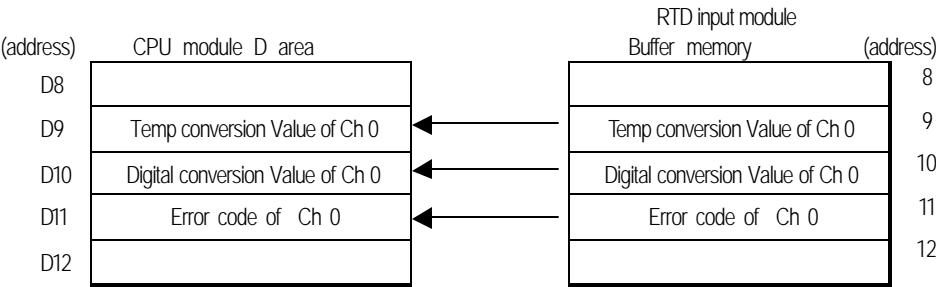 RTD input module
(address) CPU module D area Buffer memory (address)
D8 8
D9 Temp conversion Value of Ch 0 Temp conversion Value of Ch 0 9
D10 Digital conversion Value of Ch 0 Digital conversion Value of Ch 0 10
D11 Error code of Ch 0 Error code of Ch 0 11
D12 12